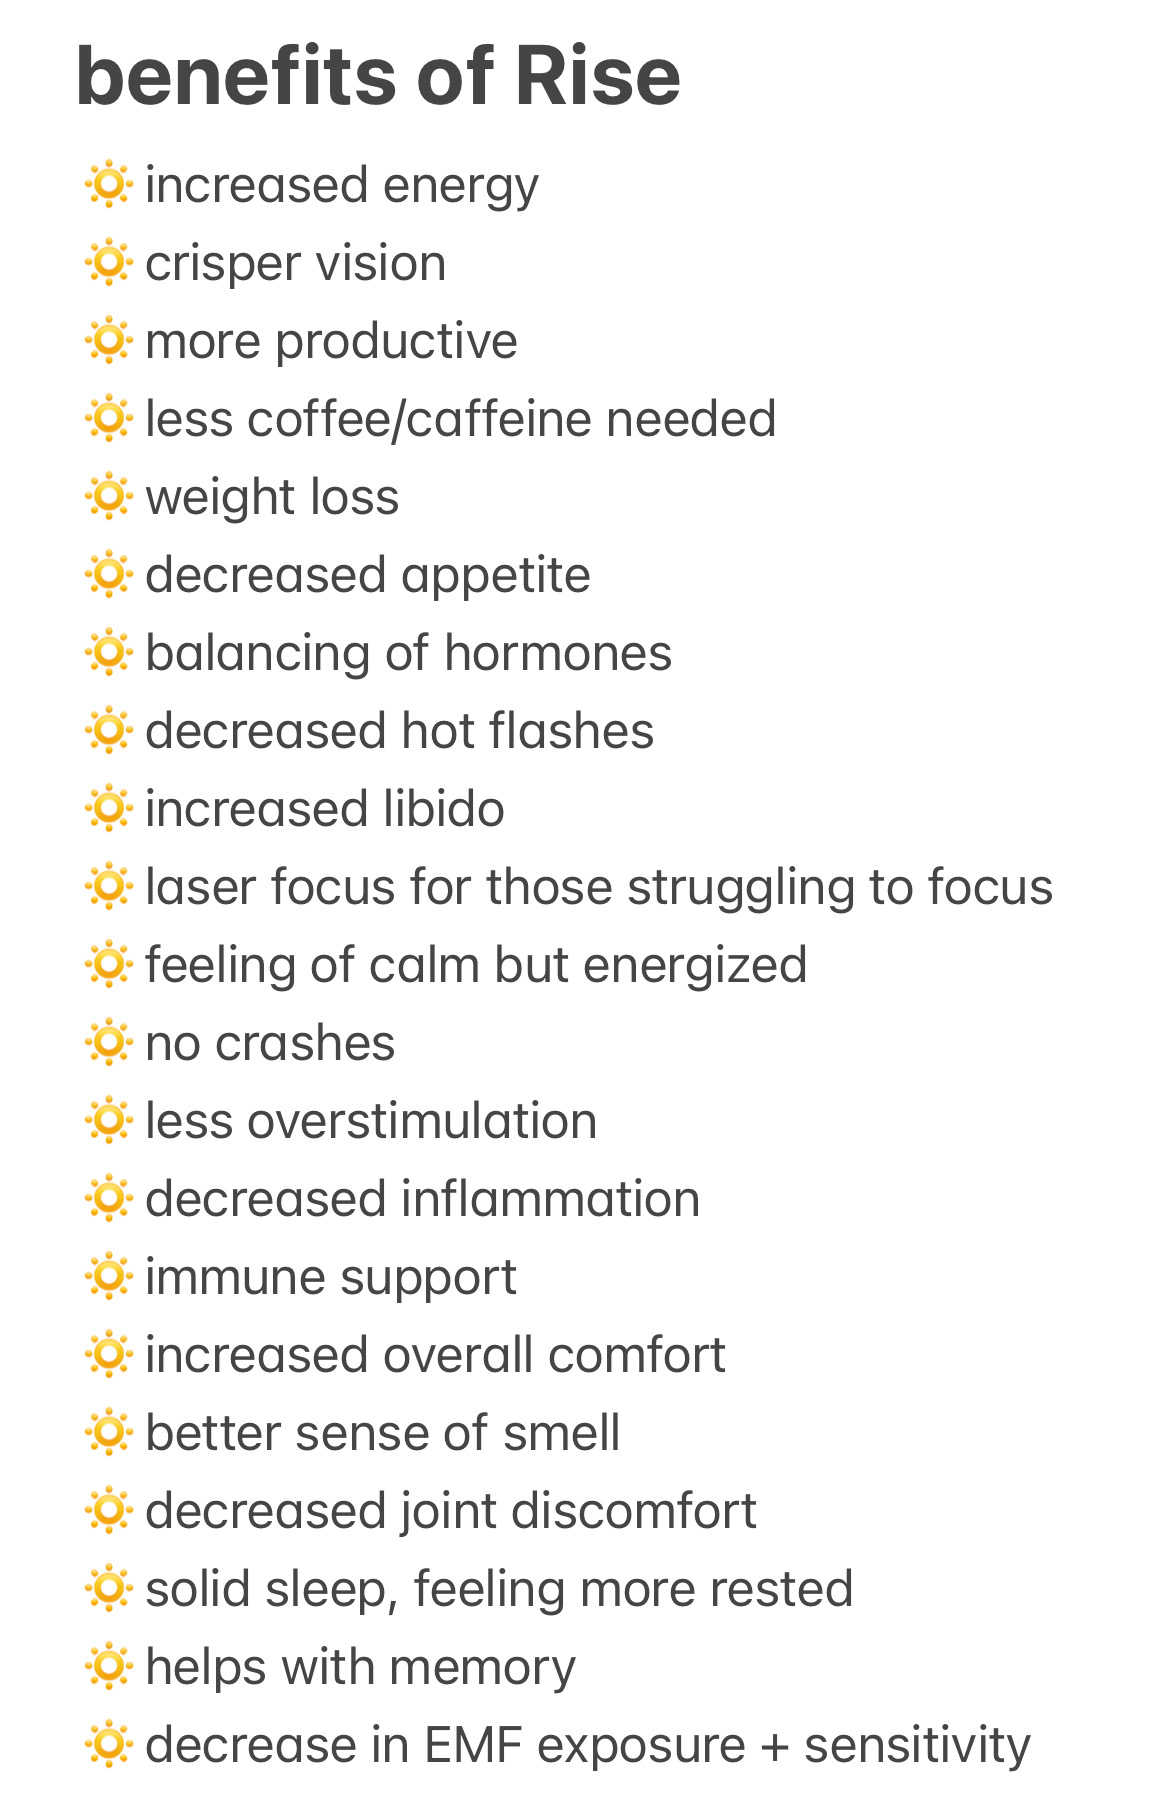 benefits of Rise
🔅 increased energy
🔅 crisper vision
🔅 more productive
🔅 less coffee/caffeine needed
🔅 weight loss
🔅 decreased appetite
🔅 balancing of hormones
🔅 decreased hot flashes
🔅 increased libido
🔅 laser focus for those struggling to focus
🔅 feeling of calm but energized
🔅 no crashes
🔅 less overstimulation
🔅 decreased inflammation
🔅 immune support
🔅 increased overall comfort
🔅 better sense of smell
🔅 decreased joint discomfort
🔅 solid sleep, feeling more rested
🔅 helps with memory
🔅 decrease in EMF exposure + sensitivity